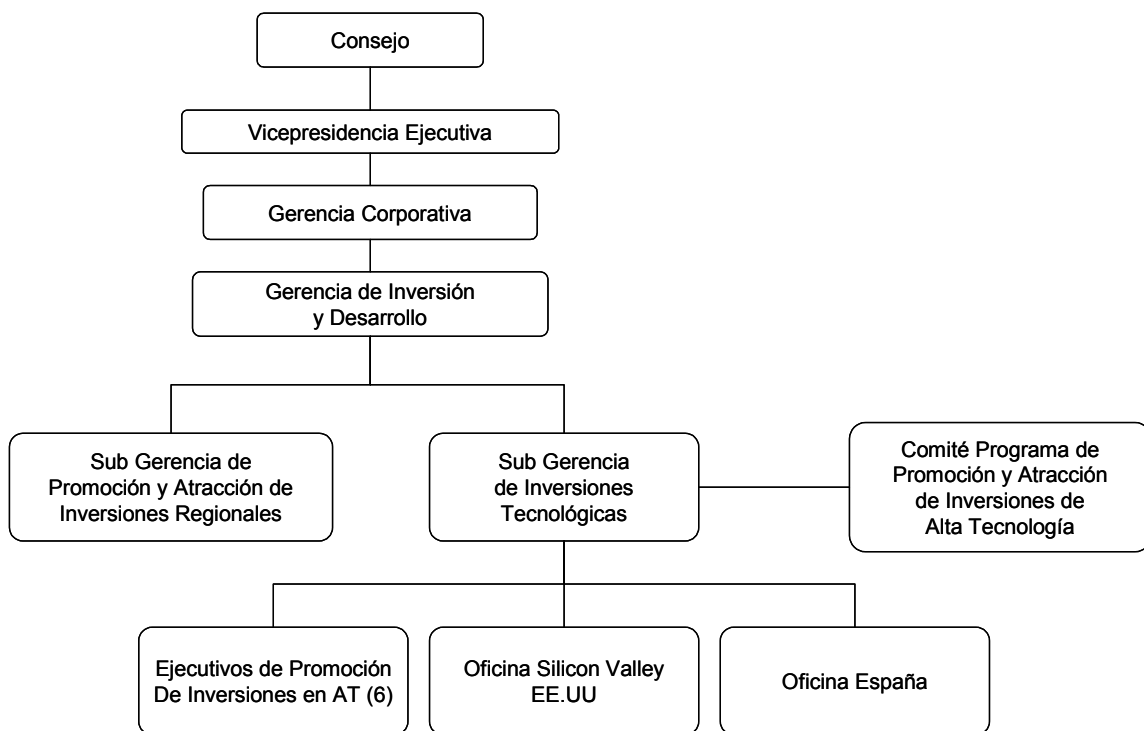 Consejo
Vicepresidencia Ejecutiva
Gerencia Corporativa
Gerencia de Inversión
y Desarrollo
Sub Gerencia de
Promoción y Atracción de
Inversiones Regionales
Sub Gerencia
de Inversiones
Tecnológicas
Comité Programa de
Promoción y Atracción
de Inversiones de
Alta Tecnología
Ejecutivos de Promoción
De Inversiones en AT (6)
Oficina Silicon Valley
EE.UU
Oficina España